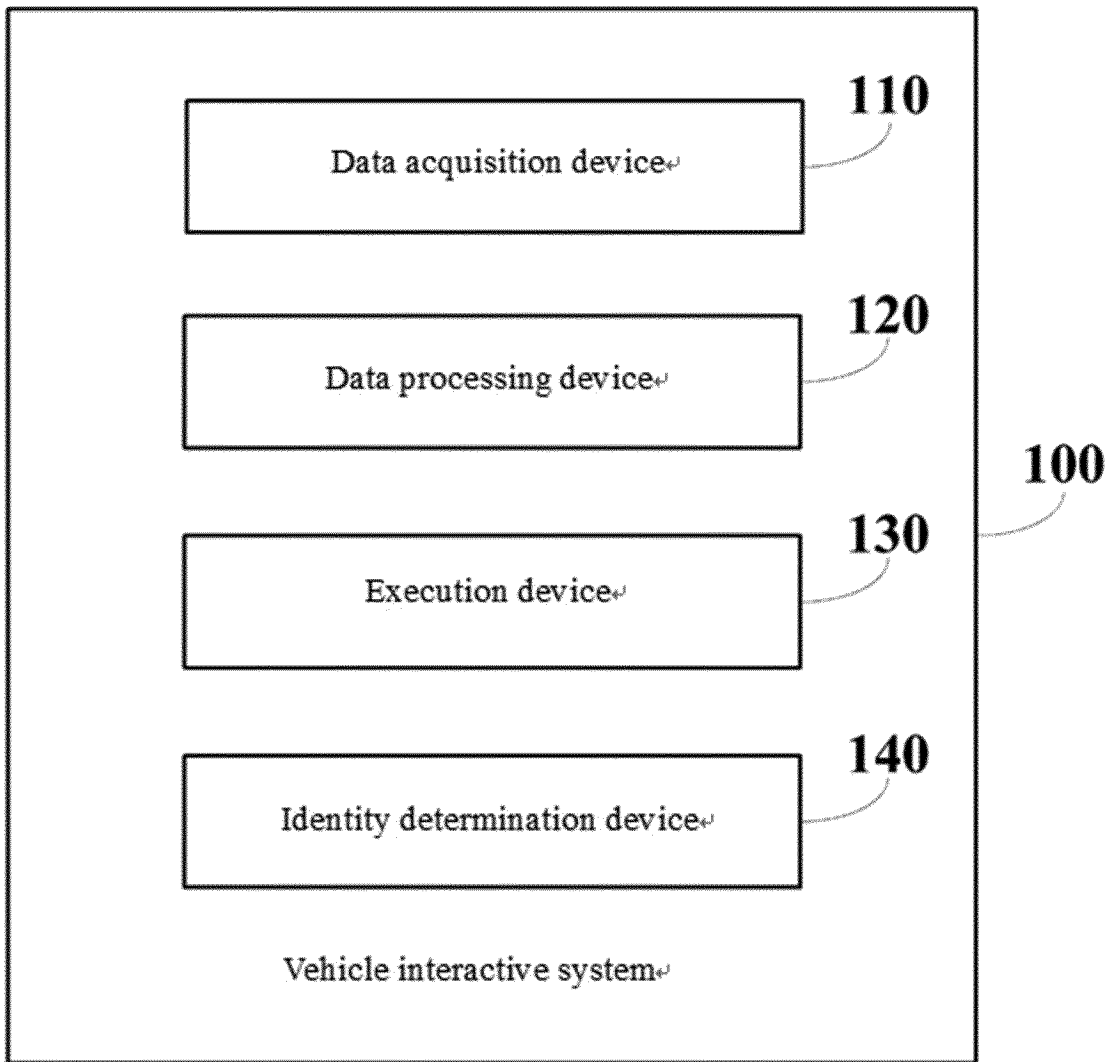 110
Data acquisition device↵
120
Data processing device↵
100
130
Execution device↵
140
Identity determination device↵
Vehicle interactive system↵